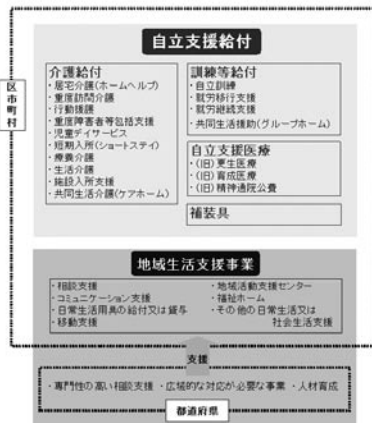 区市町村
自立支援給付
介護給付
・居宅介護(ホームヘルプ)
・重度訪問介護
・行動援護
・重度障害者等包括支援
・児童デイサービス
・短期入所(ショートステイ)
・療養介護
・生活介護
・施設入所支援
・共同生活介護(ケアホーム)
訓練等給付
・自立訓練
・就労移行支援
・就労継続支援
・共同生活援助(グループホーム)
自立支援医療
・(旧)更生医療
・(旧)育成医療
・(旧)精神通院公費
補装具
地域生活支援事業
・相談支援
・コミュニケーション支援
・日常生活用具の給付又は貸与
・移動支援
・地域活動支援センター
・福祉ホーム
・その他の日常生活又は
社会生活支援
支援
・専門性の高い相談支援 ・広域的な対応が必要な事業 ・人材育成
都道府県